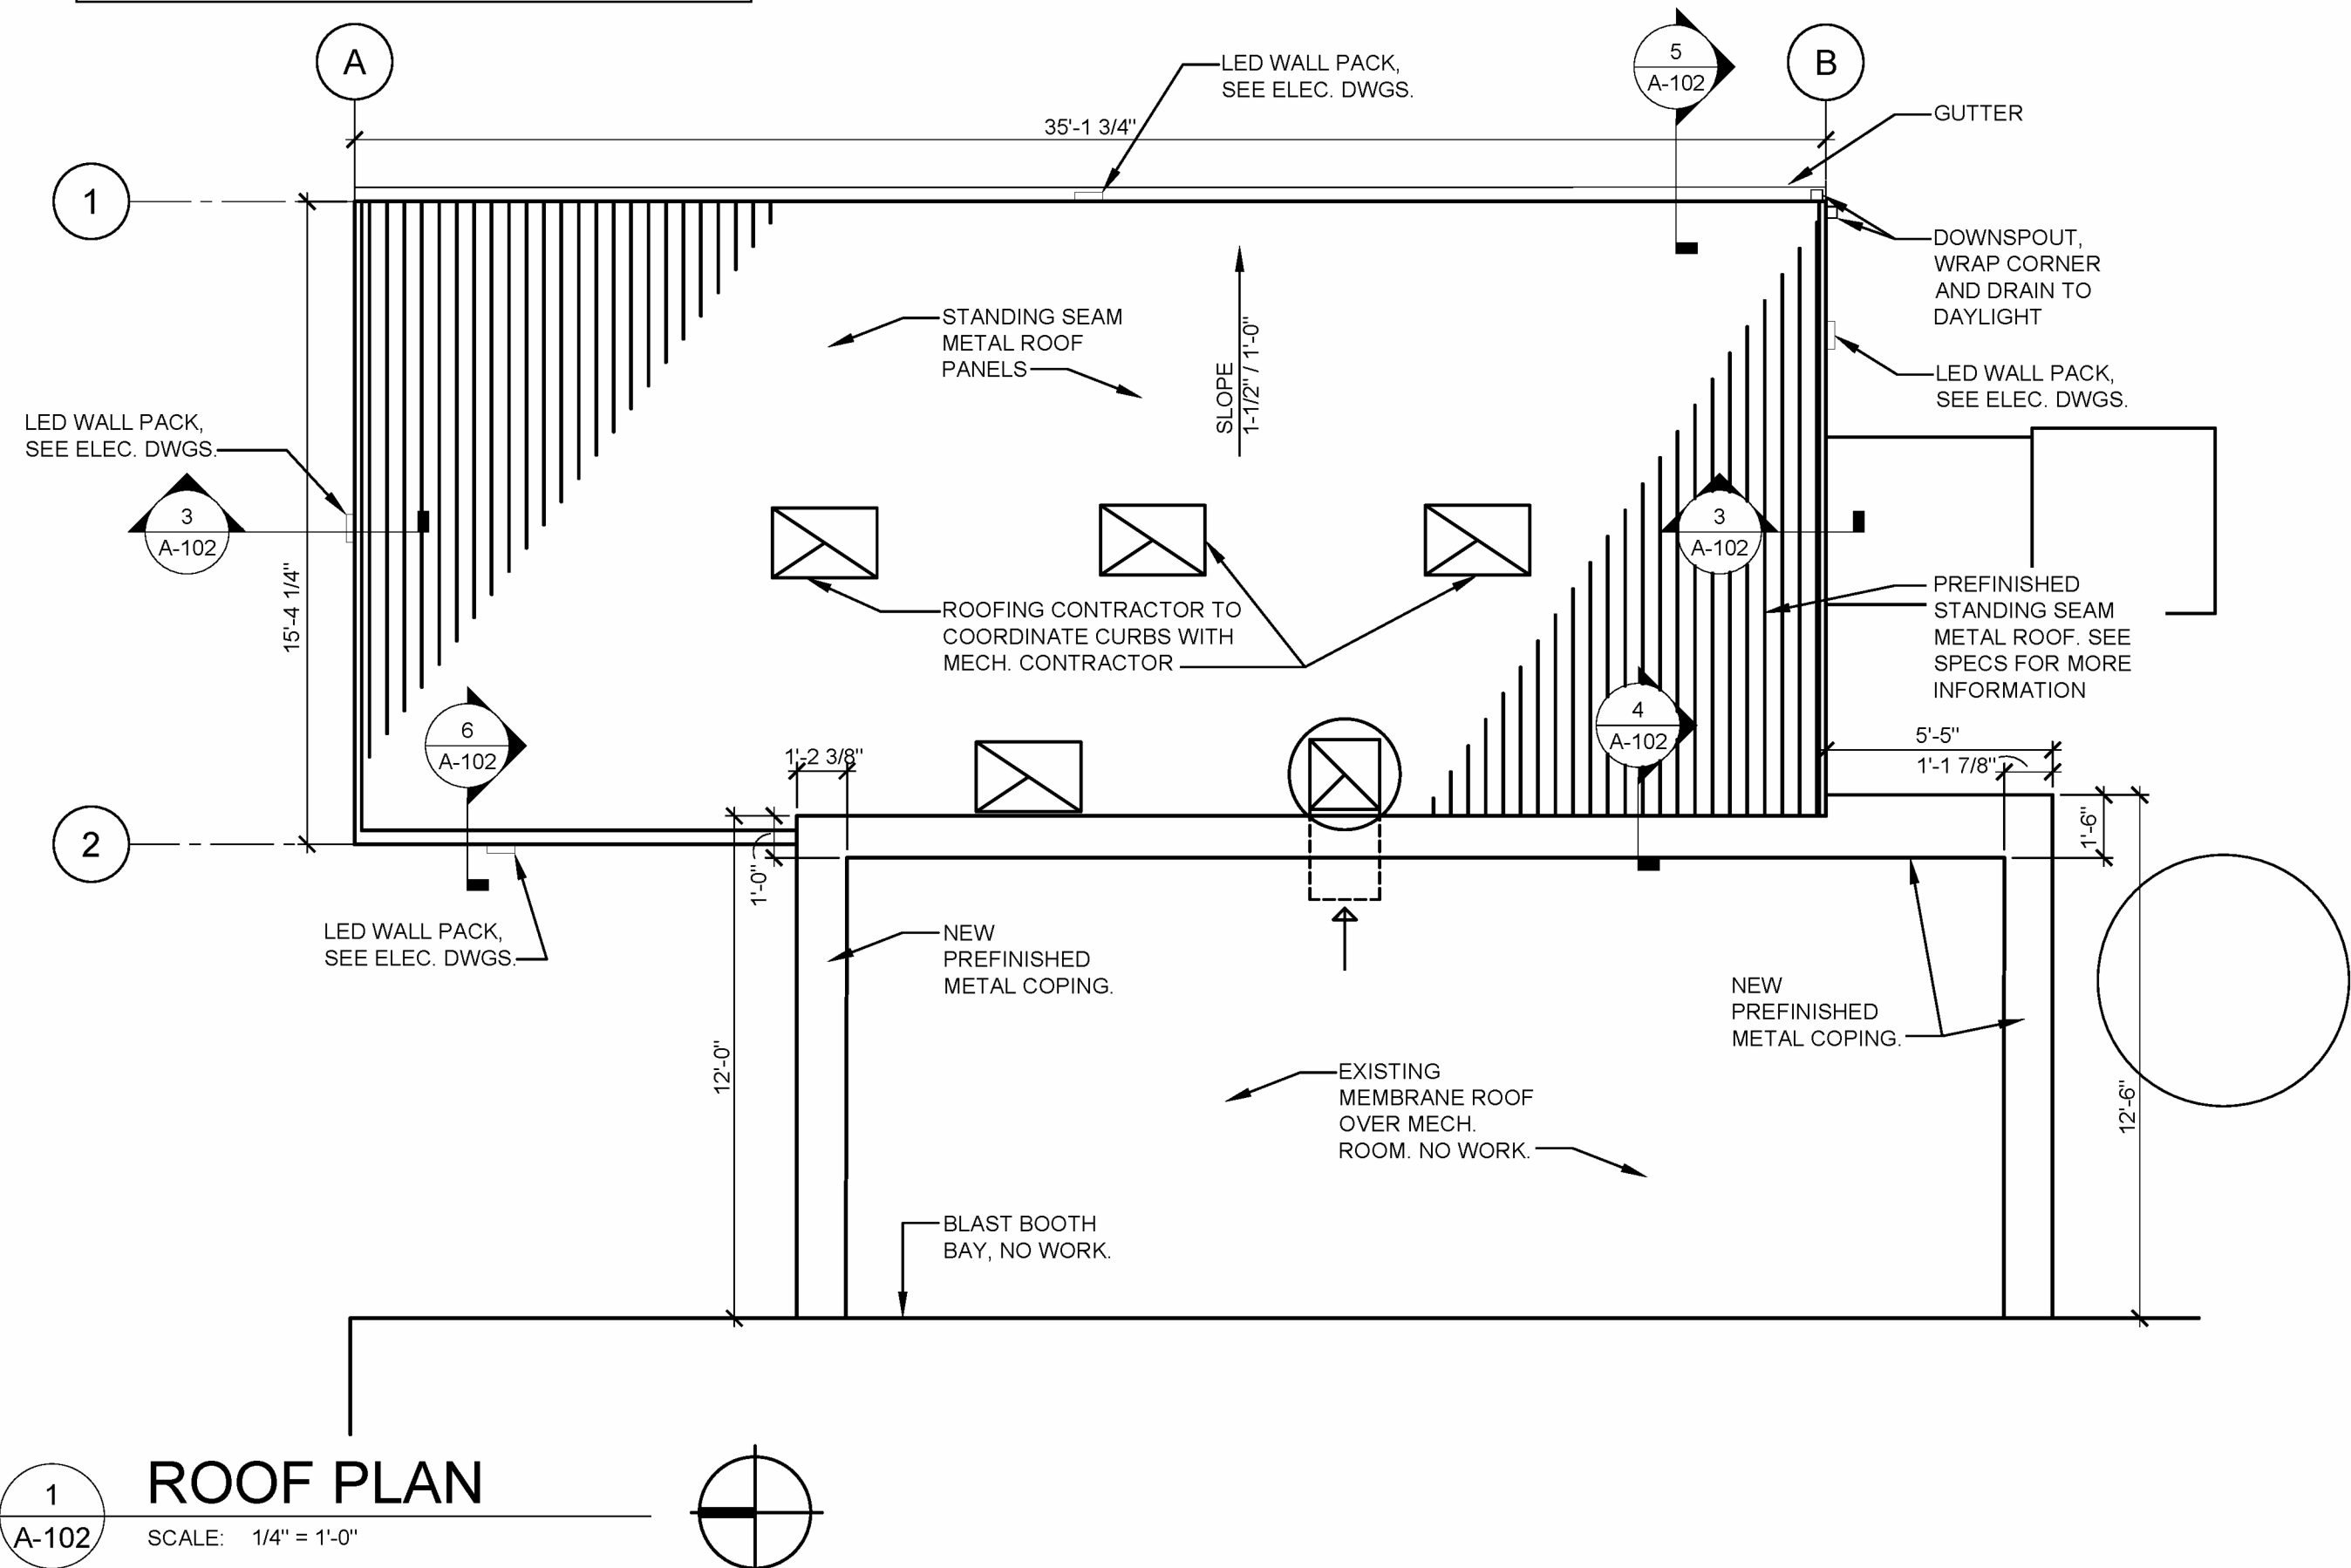 A
LED WALL PACK,
SEE ELEC. DWGS.
5
A-102
B
GUTTER
35'-1 3/4"
1
DOWNSPOUT,
WRAP CORNER
AND DRAIN TO
DAYLIGHT
STANDING SEAM
METAL ROOF
PANELS
SLOPE
1-1/2" / 1'-0"
LED WALL PACK,
SEE ELEC. DWGS.
LED WALL PACK,
SEE ELEC. DWGS.
3
A-102
3
A-102
15'-4 1/4"
ROOFING CONTRACTOR TO
COORDINATE CURBS WITH
MECH. CONTRACTOR
PREFINISHED
STANDING SEAM
METAL ROOF. SEE
SPECS FOR MORE
INFORMATION
6
A-102
4
A-102
1'-2 3/8"
5'-5"
1'-1 7/8"
1'-6"
2
1'-0"
LED WALL PACK,
SEE ELEC. DWGS.
NEW
PREFINISHED
METAL COPING.
NEW
PREFINISHED
METAL COPING.
12'-0"
EXISTING
MEMBRANE ROOF
OVER MECH.
ROOM. NO WORK.
12'-6"
BLAST BOOTH
BAY, NO WORK.
1
A-102
ROOF PLAN
SCALE: 1/4" = 1'-0"